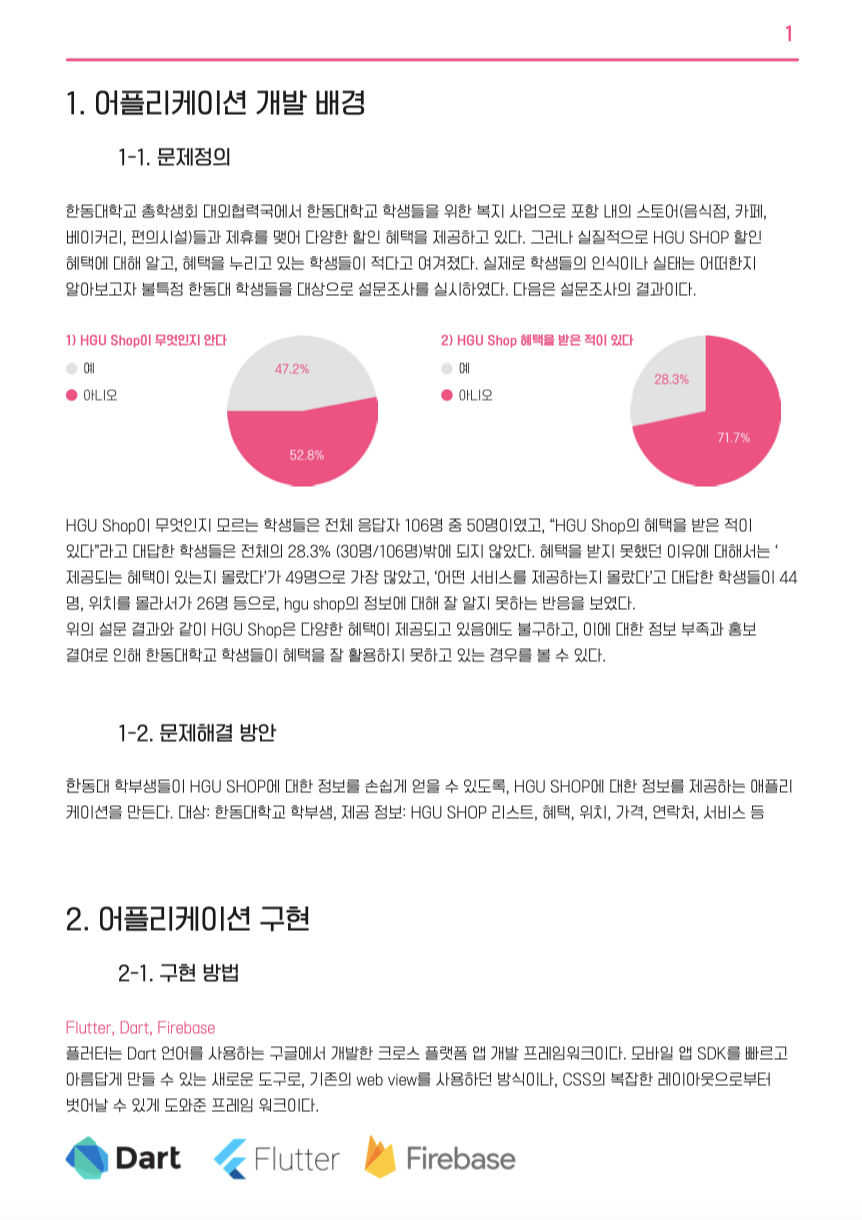 1
1. 어플리케이션 개발 배경
1-1. 문제정의
한동대학교 총학생회 대외협력국에서 한동대학교 학생들을 위한 복지 사업으로 포항 내의 스토어(음식점, 카페,
베이커리, 편의시설)들과 제휴를 맺어 다양한 할인 혜택을 제공하고 있다. 그러나 실질적으로 HGU SHOP 할인
혜택에 대해 알고, 혜택을 누리고 있는 학생들이 적다고 여겨졌다. 실제로 학생들의 인식이나 실태는 어떠한지
알아보고자 불특정 한동대 학생들을 대상으로 설문조사를 실시하였다. 다음은 설문조사의 결과이다.
1) HGU Shop이 무엇인지 안다
예
아니오
47.2%
52.8%
2) HGU Shop 혜택을 받은 적이 있다
예
아니오
28.3%
71.7%
HGU Shop이 무엇인지 모르는 학생들은 전체 응답자 106명 중 50명이였고, “HGU Shop의 혜택을 받은 적이
있다”라고 대답한 학생들은 전체의 28.3% (30명/106명)밖에 되지 않았다. 혜택을 받지 못했던 이유에 대해서는 ‘
제공되는 혜택이 있는지 몰랐다’가 49명으로 가장 많았고, ‘어떤 서비스를 제공하는지 몰랐다’고 대답한 학생들이 44
명, 위치를 몰라서가 26명 등으로, hgu shop의 정보에 대해 잘 알지 못하는 반응을 보였다.
위의 설문 결과와 같이 HGU Shop은 다양한 혜택이 제공되고 있음에도 불구하고, 이에 대한 정보 부족과 홍보
결여로 인해 한동대학교 학생들이 혜택을 잘 활용하지 못하고 있는 경우를 볼 수 있다.
1-2. 문제해결 방안
한동대 학부생들이 HGU SHOP에 대한 정보를 손쉽게 얻을 수 있도록, HGU SHOP에 대한 정보를 제공하는 애플리
케이션을 만든다. 대상: 한동대학교 학부생, 제공 정보: HGU SHOP 리스트, 혜택, 위치, 가격, 연락처, 서비스 등
2. 어플리케이션 구현
2-1. 구현 방법
Flutter, Dart, Firebase
플러터는 Dart 언어를 사용하는 구글에서 개발한 크로스 플랫폼 앱 개발 프레임워크이다. 모바일 앱 SDK를 빠르고
아름답게 만들 수 있는 새로운 도구로, 기존의 web view를 사용하던 방식이나, CSS의 복잡한 레이아웃으로부터
벗어날 수 있게 도와준 프레임 워크이다.
Dart Flutter Firebase